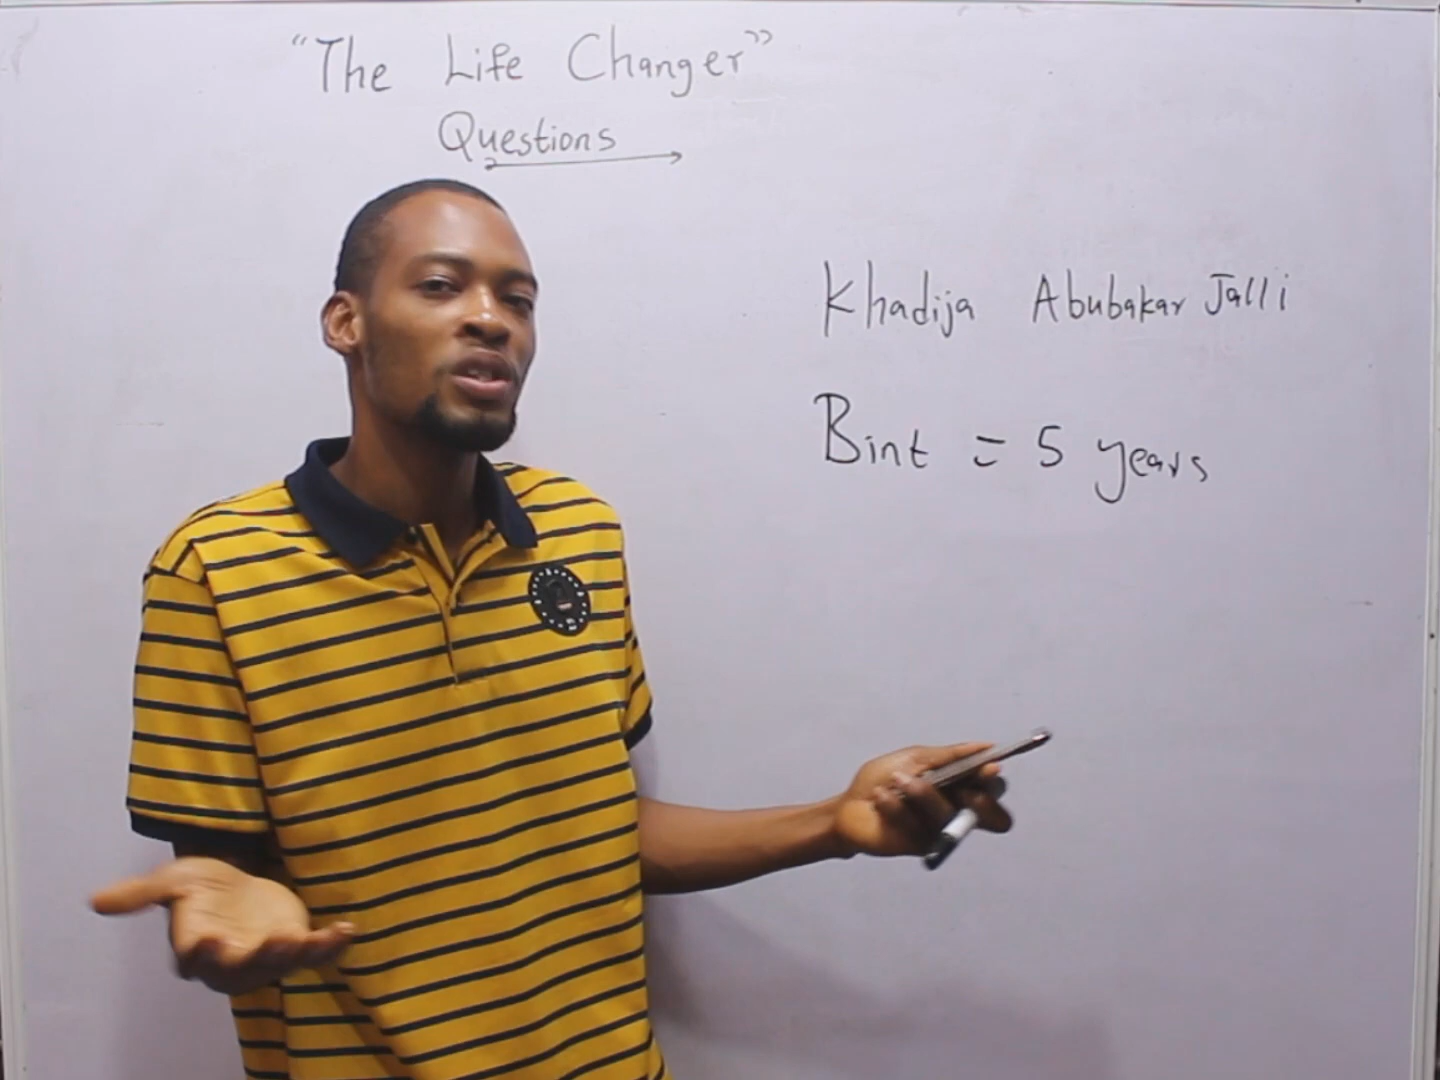 "The Life Changer"
Questions
Khadija Abubakar Jalli
Bint = 5 years